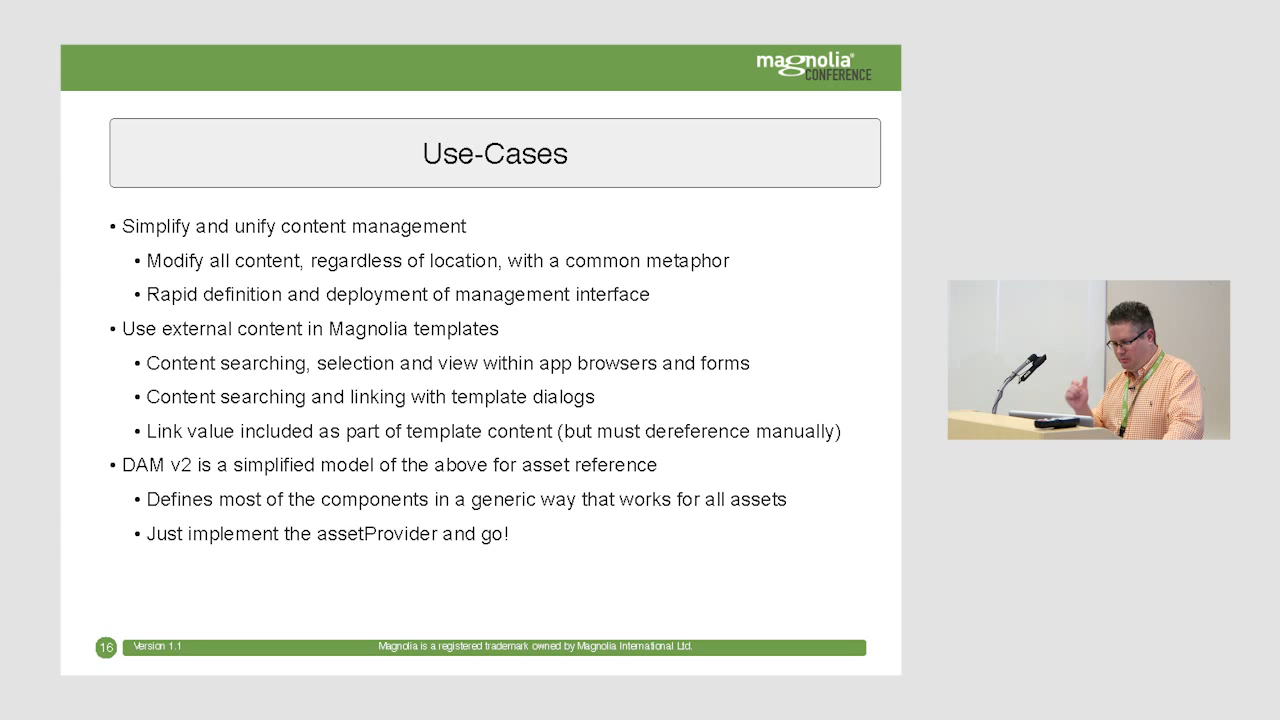 magnolia®
CONFERENCE
Use-Cases
• Simplify and unify content management
• Modify all content, regardless of location, with a common metaphor
• Rapid definition and deployment of management interface
• Use external content in Magnolia templates
• Content searching, selection and view within app browsers and forms
• Content searching and linking with template dialogs
• Link value included as part of template content (but must dereference manually)
• DAM v2 is a simplified model of the above for asset reference
• Defines most of the components in a generic way that works for all assets
• Just implement the assetProvider and go!
16 Version 1.1 Magnolia is a registered trademark owned by Magnolia International Ltd.